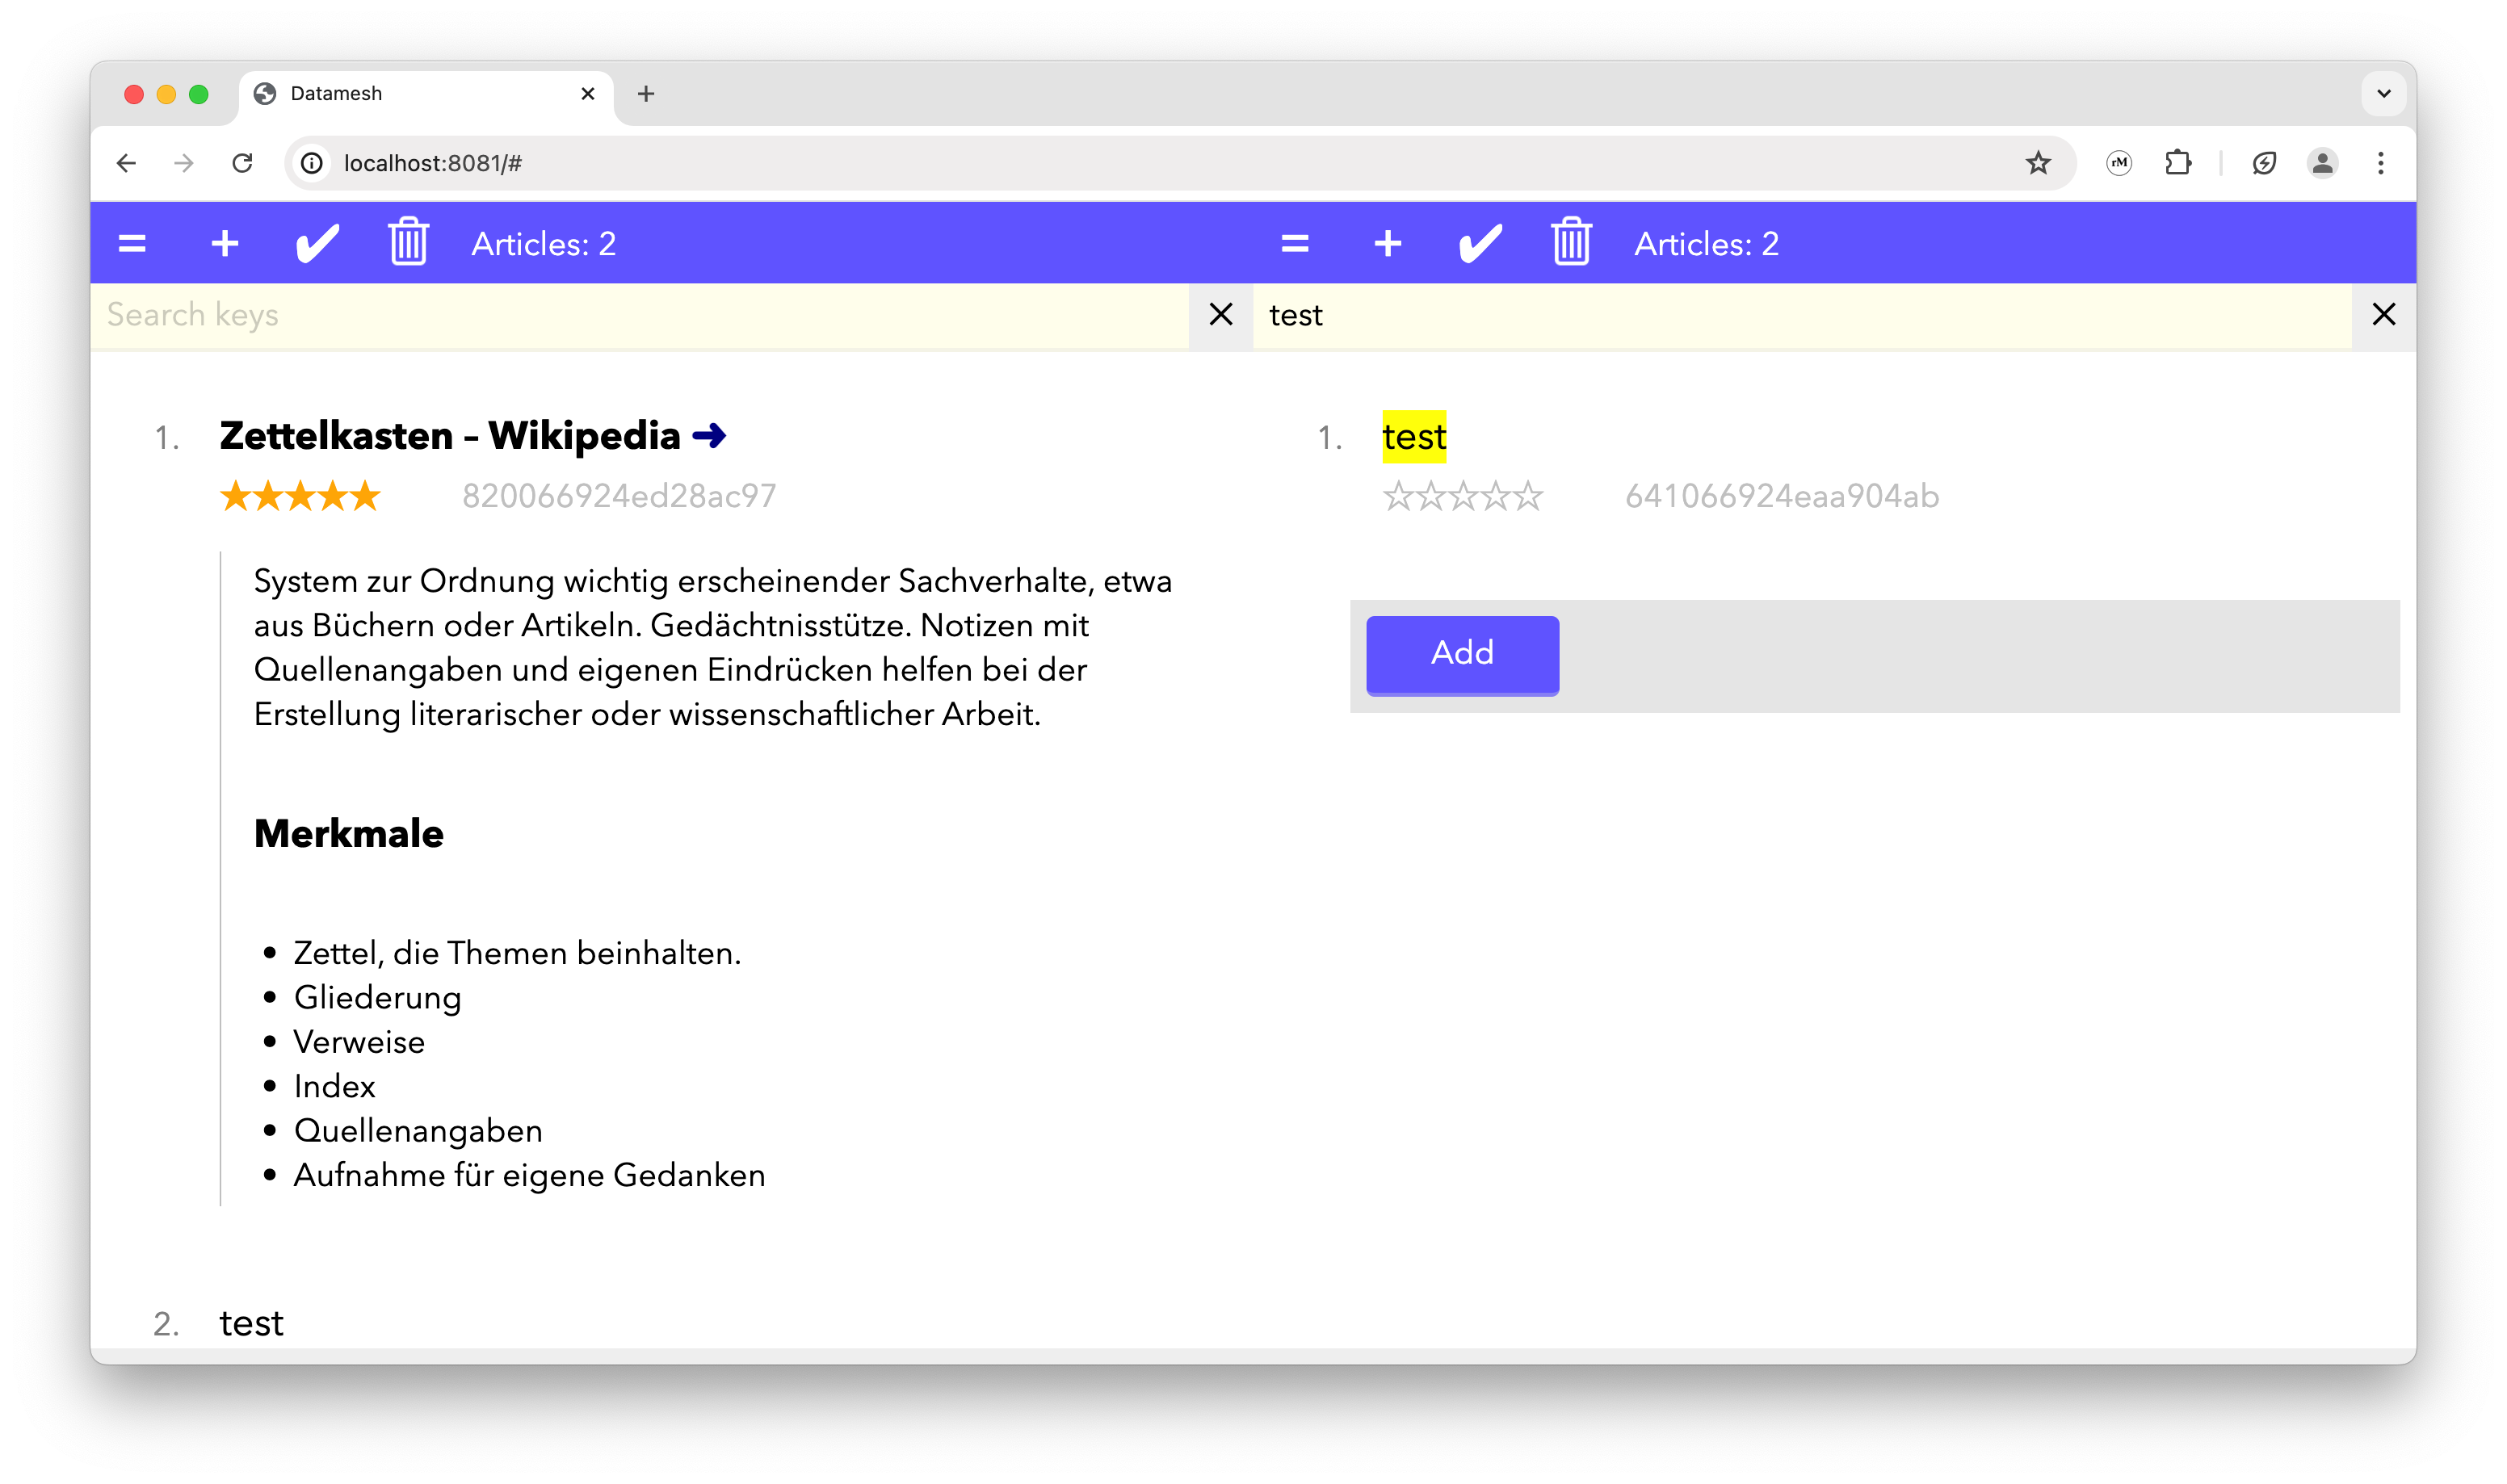 Datamesh
localhost:8081/#
rM
Articles: 2
Articles: 2
Search keys
test
1. Zettelkasten – Wikipedia ➜
★★★★★ 820066924ed28ac97
System zur Ordnung wichtig erscheinender Sachverhalte, etwa
aus Büchern oder Artikeln. Gedächtnisstütze. Notizen mit
Quellenangaben und eigenen Eindrücken helfen bei der
Erstellung literarischer oder wissenschaftlicher Arbeit.
Merkmale
• Zettel, die Themen beinhalten.
• Gliederung
• Verweise
• Index
• Quellenangaben
• Aufnahme für eigene Gedanken
2. test
1. test
☆☆☆☆☆ 641066924eaa904ab
Add